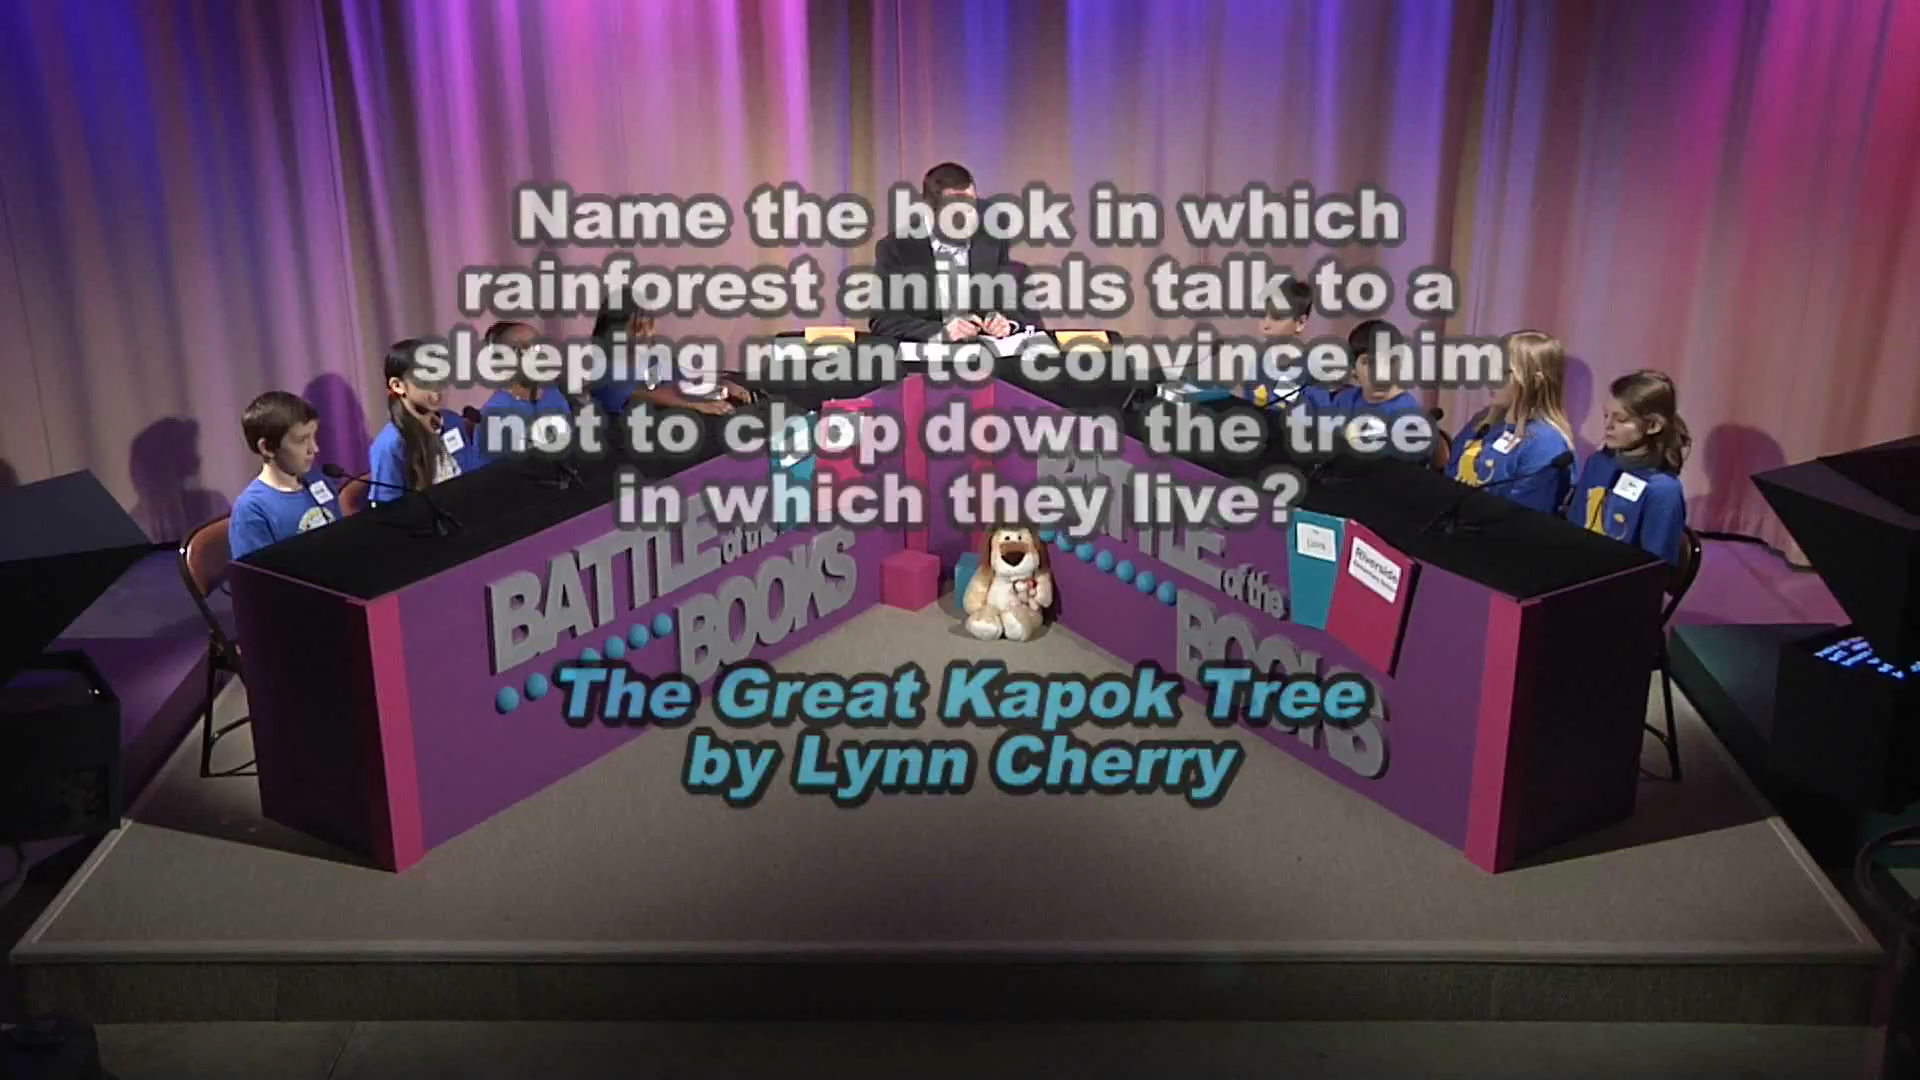 Name the book in which
rainforest animals talk to a
sleeping man to convince him
not to chop down the tree
in which they live?
BATTLE
of the
BOOKS
BATTLE
of the
BOOKS
Riverside
Elementary School
The Great Kapok Tree
by Lynn Cherry